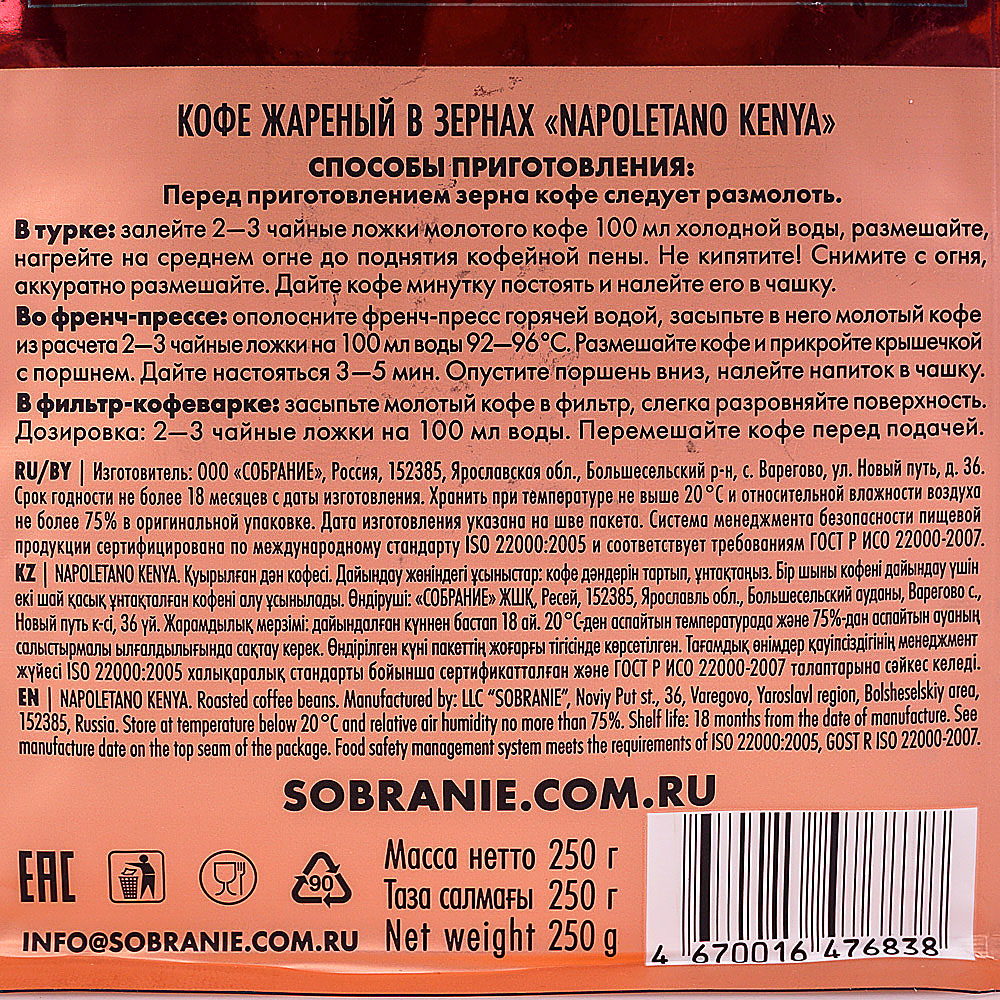 КОФЕ ЖАРЕНЫЙ В ЗЕРНАХ «NAPOLETANO KENYA»
СПОСОБЫ ПРИГОТОВЛЕНИЯ:
Перед приготовлением зерна кофе следует размолоть.
В турке: залейте 2—3 чайные ложки молотого кофе 100 мл холодной воды, размешайте,
нагрейте на среднем огне до поднятия кофейной пены. Не кипятите! Снимите с огня,
аккуратно размешайте. Дайте кофе минутку постоять и налейте его в чашку.
Во френч-прессе: ополосните френч-пресс горячей водой, засыпьте в него молотый кофе
из расчета 2—3 чайные ложки на 100 мл воды 92—96°С. Размешайте кофе и прикройте крышечкой
с поршнем. Дайте настояться 3—5 мин. Опустите поршень вниз, налейте напиток в чашку.
В фильтр-кофеварке: засыпьте молотый кофе в фильтр, слегка разровняйте поверхность.
Дозировка: 2—3 чайные ложки на 100 мл воды. Перемешайте кофе перед подачей.
RU/BY | Изготовитель: ООО «СОБРАНИЕ», Россия, 152385, Ярославская обл., Большесельский р-н, с. Варегово, ул. Новый путь, д. 36.
Срок годности не более 18 месяцев с даты изготовления. Хранить при температуре не выше 20°С и относительной влажности воздуха
не более 75% в оригинальной упаковке. Дата изготовления указана на шве пакета. Система менеджмента безопасности пищевой
продукции сертифицирована по международному стандарту ISO 22000:2005 и соответствует требованиям ГОСТ Р ИСО 22000-2007.
KZ | NAPOLETANO KENYA. Қуырылған дән кофесі. Дайындау жөніндегі ұсыныстар: кофе дәндерін тартып, ұнтақтаңыз. Бір шыны кофені дайындау үшін
екі шай қасық ұнтақталған кофені алу ұсынылады. Өндіруші: «СОБРАНИЕ» ЖШҚ, Ресей, 152385, Ярославль обл., Большесельский ауданы, Варегово с.,
Новый путь к-сі, 36 үй. Жарамдылық мерзімі: дайындалған күннен бастап 18 ай. 20°С-ден аспайтын температурада және 75%-дан аспайтын ауаның
салыстырмалы ылғалдылығында сақтау керек. Өндірілген күні пакеттің жоғарғы тігісінде көрсетілген. Тағамдық өнімдер қауіпсіздігінің менеджмент
жүйесі ISO 22000:2005 халықаралық стандарты бойынша сертификатталған және ГОСТ Р ИСО 22000-2007 талаптарына сәйкес келеді.
EN | NAPOLETANO KENYA. Roasted coffee beans. Manufactured by: LLC “SOBRANIE”, Noviy Put st., 36, Varegovo, Yaroslavl region, Bolsheselskiy area,
152385, Russia. Store at temperature below 20°C and relative air humidity no more than 75%. Shelf life: 18 months from the date of manufacture. See
manufacture date on the top seam of the package. Food safety management system meets the requirements of ISO 22000:2005, GOST R ISO 22000-2007.
SOBRANIE.COM.RU
EAC
90
Масса нетто 250 г
Таза салмағы 250 г
Net weight 250 g
INFO@SOBRANIE.COM.RU
4 670016 476838